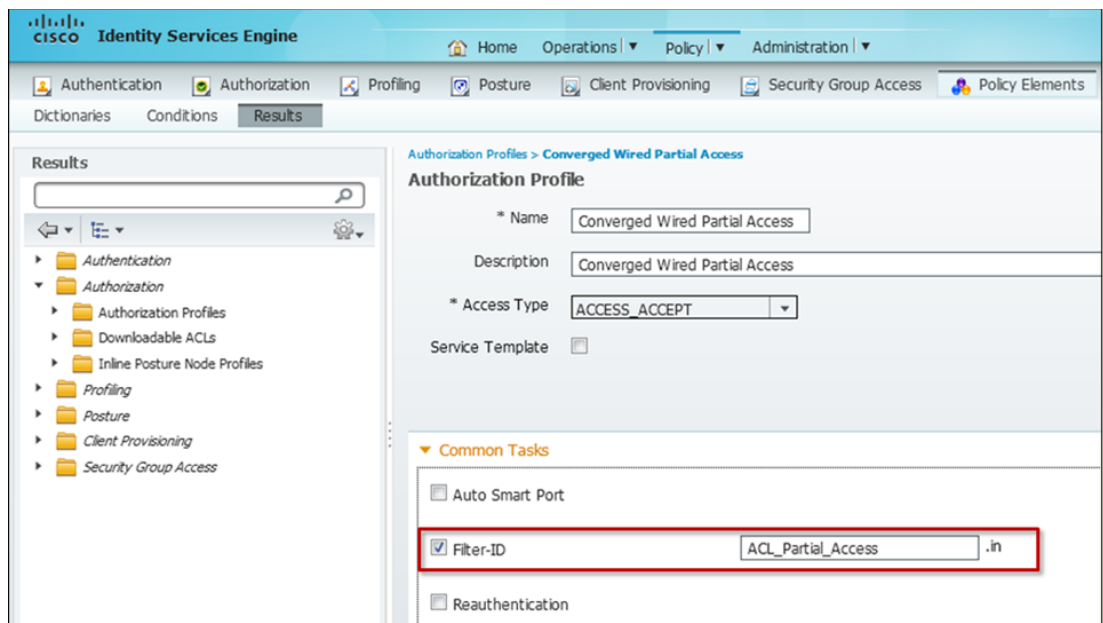 CISCO Identity Services Engine
Home Operations Policy Administration
Authentication Authorization Profiling Posture Client Provisioning Security Group Access Policy Elements
Dictionaries Conditions Results
Results
Authentication
Authorization
Authorization Profiles
Downloadable ACLs
Inline Posture Node Profiles
Profiling
Posture
Client Provisioning
Security Group Access
Authorization Profiles > Converged Wired Partial Access
Authorization Profile
* Name Converged Wired Partial Access
Description Converged Wired Partial Access
* Access Type ACCESS_ACCEPT
Service Template
Common Tasks
Auto Smart Port
Filter-ID ACL_Partial_Access .in
Reauthentication